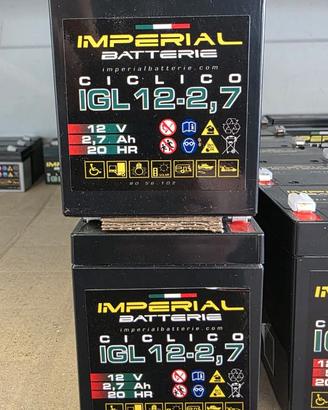 IMPERIAL
BATTERIE
imperialbatterie.com
CICLICO
IGL 12-2,7
12 V
2,7 Ah
20 HR
IMPERIAL
BATTERIE
imperialbatterie.com
CICLICO
IGL 12-2,7
12 V
2,7 Ah
20 HR